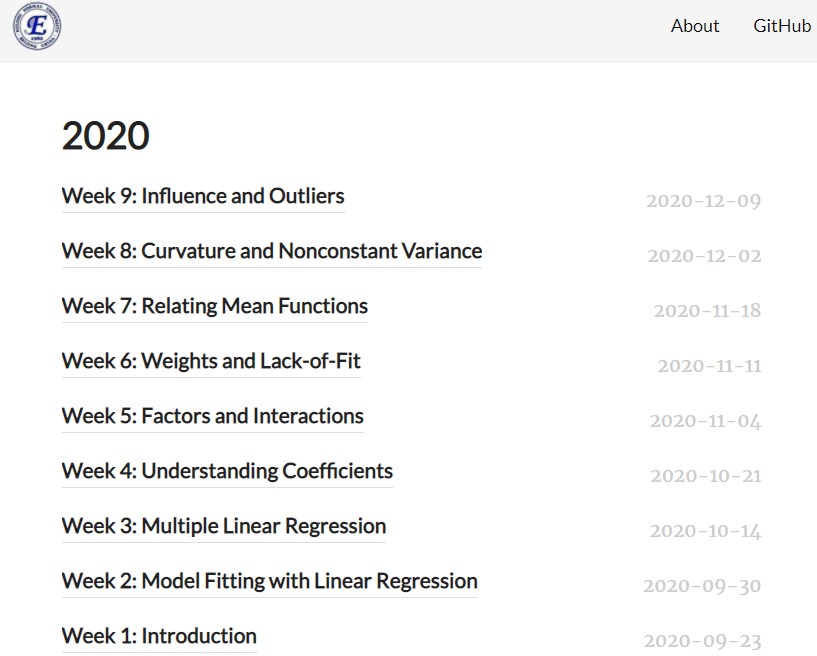 About GitHub
2020
Week 9: Influence and Outliers 2020-12-09
Week 8: Curvature and Nonconstant Variance 2020-12-02
Week 7: Relating Mean Functions 2020-11-18
Week 6: Weights and Lack-of-Fit 2020-11-11
Week 5: Factors and Interactions 2020-11-04
Week 4: Understanding Coefficients 2020-10-21
Week 3: Multiple Linear Regression 2020-10-14
Week 2: Model Fitting with Linear Regression 2020-09-30
Week 1: Introduction 2020-09-23